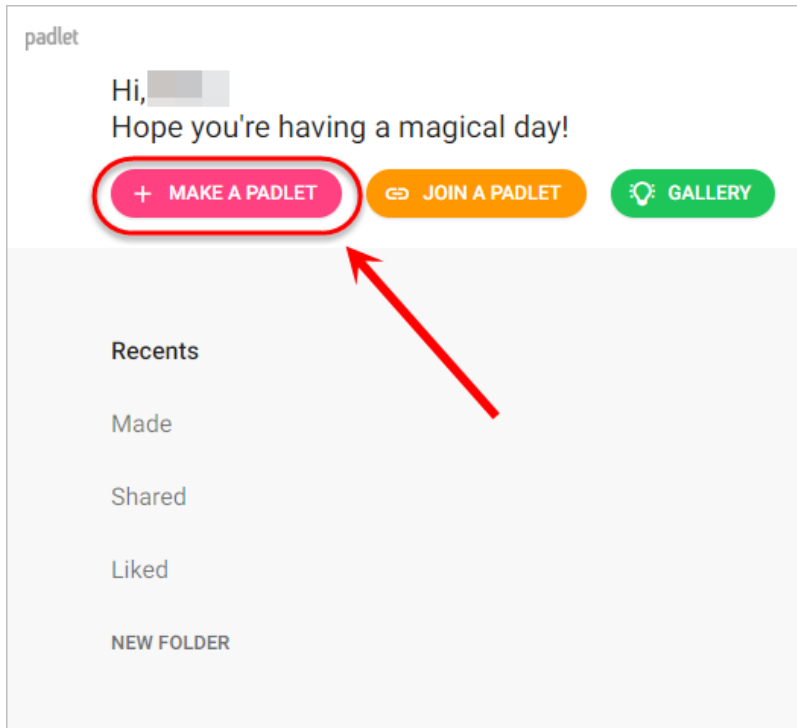 padlet
Hi,
Hope you're having a magical day!
+ MAKE A PADLET
JOIN A PADLET
GALLERY
Recents
Made
Shared
Liked
NEW FOLDER